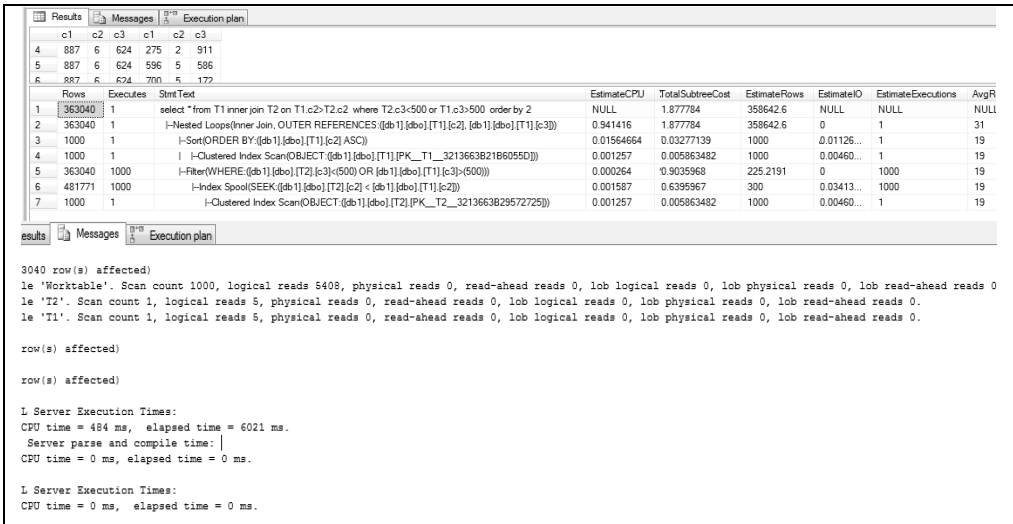 Results Messages Execution plan
c1 c2 c3 c1 c2 c3
4 887 6 624 275 2 911
5 887 6 624 596 5 586
6 887 6 624 700 5 172
Rows Executes StmtText EstimateCPU TotalSubtreeCost EstimateRows EstimateIO EstimateExecutions AvgR
1 363040 1 select * from T1 inner join T2 on T1.c2>T2.c2 where T2.c3<500 or T1.c3>500 order by 2 NULL 1.877784 358642.6 NULL NULL NULL
2 363040 1 |--Nested Loops(Inner Join, OUTER REFERENCES:([db1].[dbo].[T1].[c2], [db1].[dbo].[T1].[c3])) 0.941416 1.877784 358642.6 0 1 31
3 1000 1 |--Sort(ORDER BY:([db1].[dbo].[T1].[c2] ASC)) 0.01564664 0.03277139 1000 0.01126... 1 19
4 1000 1 | |--Clustered Index Scan(OBJECT:([db1].[dbo].[T1].[PK__T1__3213663B21B6055D])) 0.001257 0.005863482 1000 0.00460... 1 19
5 363040 1000 |--Filter(WHERE:([db1].[dbo].[T2].[c3]<(500) OR [db1].[dbo].[T1].[c3]>(500))) 0.000264 0.9035968 225.2191 0 1000 19
6 481771 1000 |--Index Spool(SEEK:([db1].[dbo].[T2].[c2] < [db1].[dbo].[T1].[c2])) 0.001587 0.6395967 300 0.03413... 1000 19
7 1000 1 |--Clustered Index Scan(OBJECT:([db1].[dbo].[T2].[PK__T2__3213663B29572725])) 0.001257 0.005863482 1000 0.00460... 1 19
esults Messages Execution plan
3040 row(s) affected)
le 'Worktable'. Scan count 1000, logical reads 5408, physical reads 0, read-ahead reads 0, lob logical reads 0, lob physical reads 0, lob read-ahead reads 0
le 'T2'. Scan count 1, logical reads 5, physical reads 0, read-ahead reads 0, lob logical reads 0, lob physical reads 0, lob read-ahead reads 0.
le 'T1'. Scan count 1, logical reads 5, physical reads 0, read-ahead reads 0, lob logical reads 0, lob physical reads 0, lob read-ahead reads 0.
row(s) affected)
row(s) affected)
L Server Execution Times:
CPU time = 484 ms, elapsed time = 6021 ms.
Server parse and compile time:
CPU time = 0 ms, elapsed time = 0 ms.
L Server Execution Times:
CPU time = 0 ms, elapsed time = 0 ms.